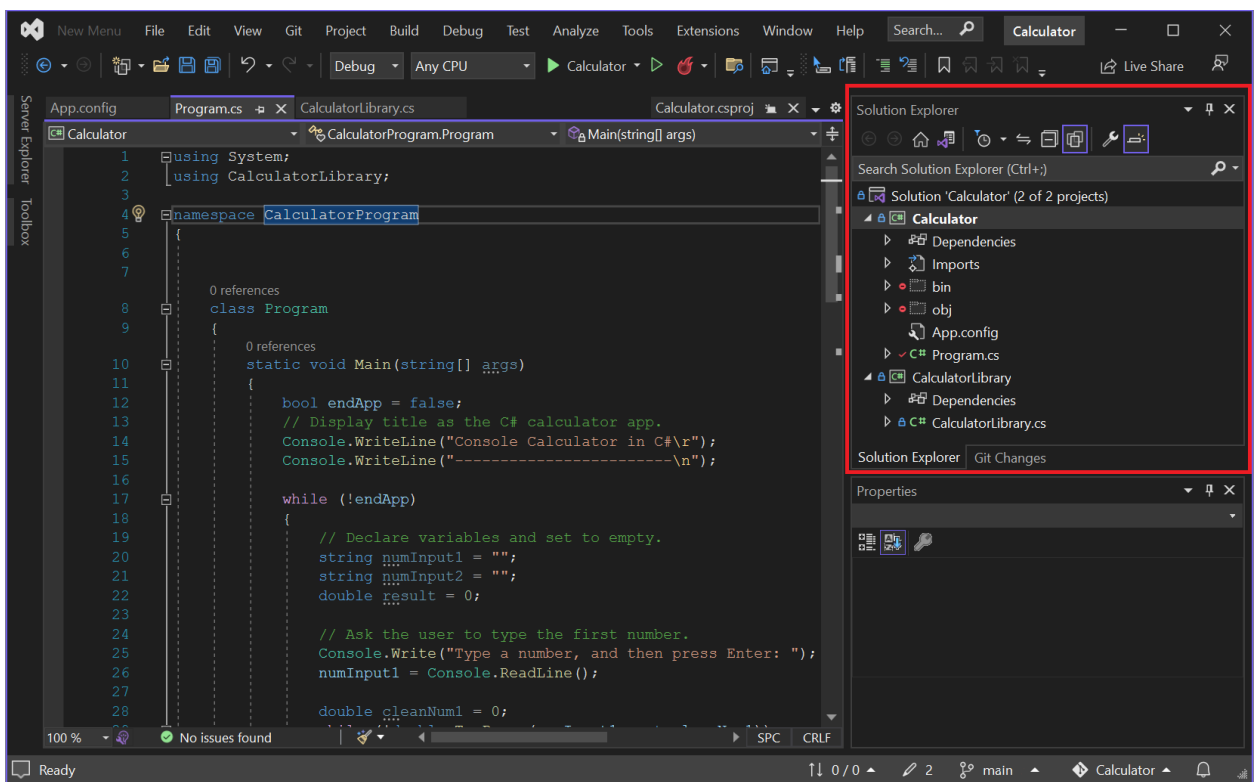 New Menu File Edit View Git Project Build Debug Test Analyze Tools Extensions Window Help Search... Calculator
Debug Any CPU Calculator Live Share
Server Explorer
Toolbox
App.config Program.cs CalculatorLibrary.cs Calculator.csproj
Calculator CalculatorProgram.Program Main(string[] args)
1 using System;
2 using CalculatorLibrary;
3
4 namespace CalculatorProgram
5 {
6
7
0 references
8 class Program
9 {
0 references
10 static void Main(string[] args)
11 {
12 bool endApp = false;
13 // Display title as the C# calculator app.
14 Console.WriteLine("Console Calculator in C#\r");
15 Console.WriteLine("------------------------\n");
16
17 while (!endApp)
18 {
19 // Declare variables and set to empty.
20 string numInput1 = "";
21 string numInput2 = "";
22 double result = 0;
23
24 // Ask the user to type the first number.
25 Console.Write("Type a number, and then press Enter: ");
26 numInput1 = Console.ReadLine();
27
28 double cleanNum1 = 0;
100 % No issues found SPC CRLF
Solution Explorer
Search Solution Explorer (Ctrl+;)
Solution 'Calculator' (2 of 2 projects)
C# Calculator
Dependencies
Imports
bin
obj
App.config
C# Program.cs
C# CalculatorLibrary
Dependencies
C# CalculatorLibrary.cs
Solution Explorer Git Changes
Properties
Ready 0 / 0 2 main Calculator